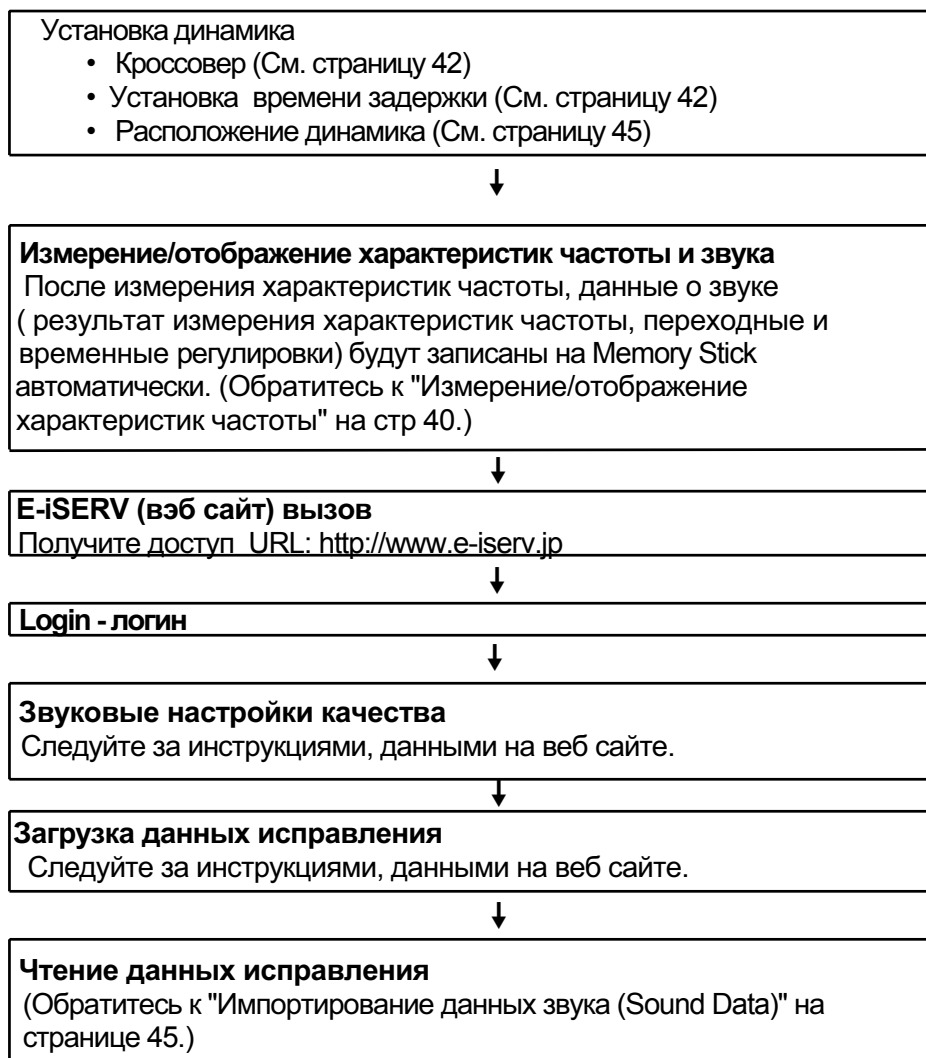 Установка динамика
• Кроссовер (См. страницу 42)
• Установка времени задержки (См. страницу 42)
• Расположение динамика (См. страницу 45)
Измерение/отображение характеристик частоты и звука
После измерения характеристик частоты, данные о звуке
( результат измерения характеристик частоты, переходные и
временные регулировки) будут записаны на Memory Stick
автоматически. (Обратитесь к "Измерение/отображение
характеристик частоты" на стр 40.)
E-iSERV (вэб сайт) вызов
Получите доступ URL: http://www.e-iserv.jp
Login - логин
Звуковые настройки качества
Следуйте за инструкциями, данными на веб сайте.
Загрузка данных исправления
Следуйте за инструкциями, данными на веб сайте.
Чтение данных исправления
(Обратитесь к "Импортирование данных звука (Sound Data)" на
странице 45.)